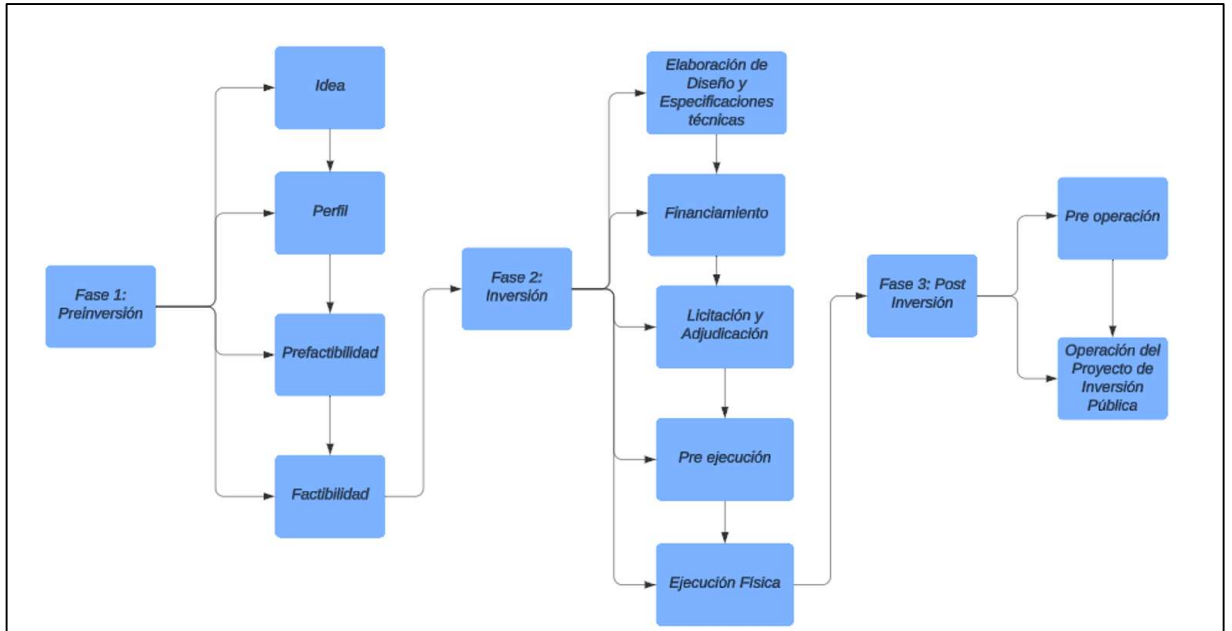 Fase 1:
Preinversión
Idea
Perfil
Prefactibilidad
Factibilidad
Fase 2:
Inversión
Elaboración de
Diseño y
Especificaciones
técnicas
Financiamiento
Licitación y
Adjudicación
Pre ejecución
Ejecución Física
Fase 3: Post
Inversión
Pre operación
Operación del
Proyecto de
Inversión
Pública